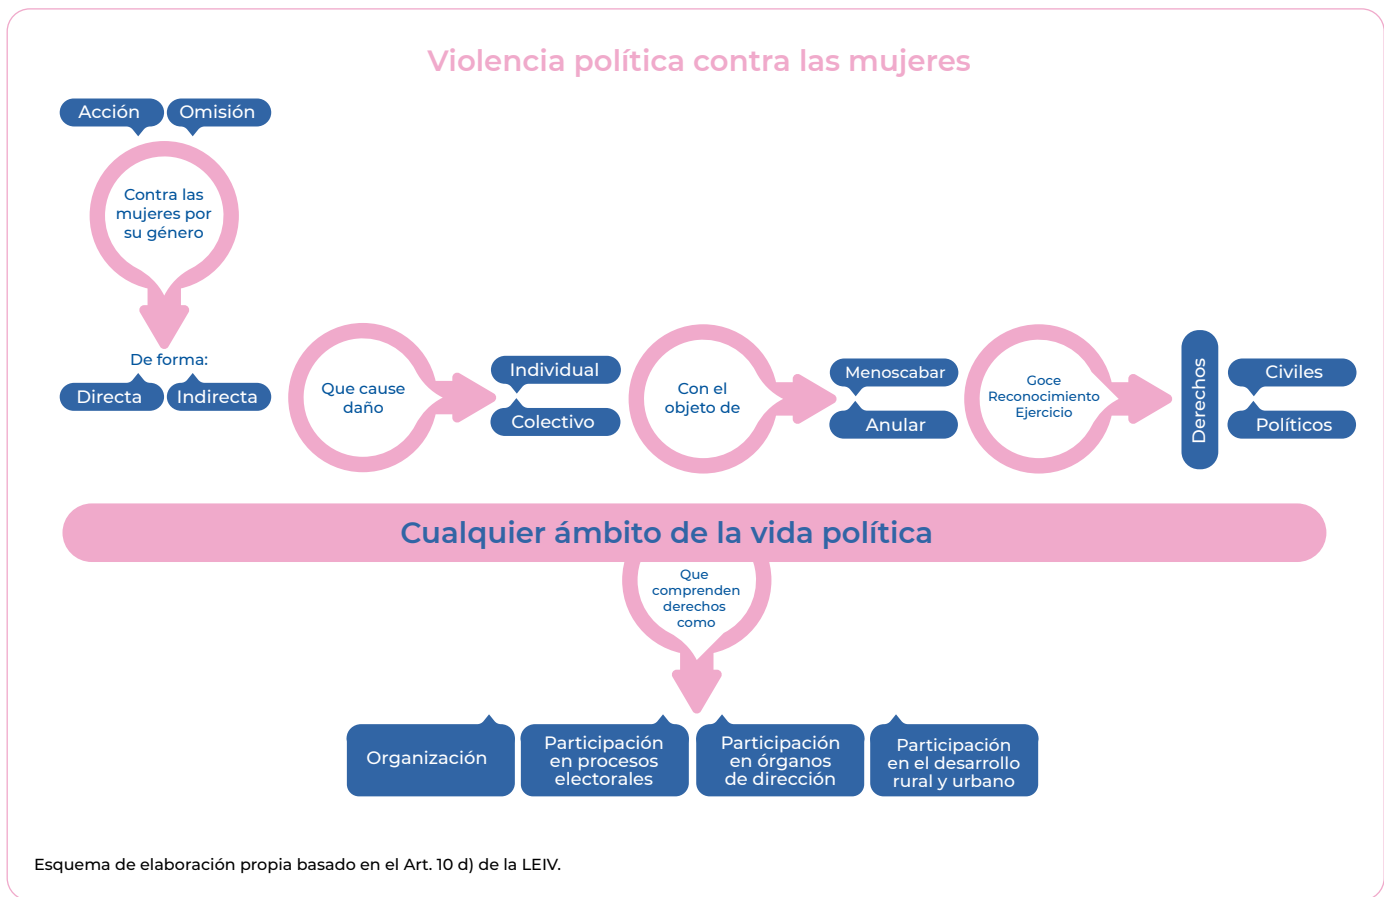 Violencia política contra las mujeres
Acción
Omisión
Contra las
mujeres por
su género
De forma:
Directa
Indirecta
Que cause
daño
Individual
Colectivo
Con el
objeto de
Menoscabar
Anular
Goce
Reconocimiento
Ejercicio
Derechos
Civiles
Políticos
Cualquier ámbito de la vida política
Que
comprenden
derechos
como
Organización
Participación
en procesos
electorales
Participación
en órganos
de dirección
Participación
en el desarrollo
rural y urbano
Esquema de elaboración propia basado en el Art. 10 d) de la LEIV.